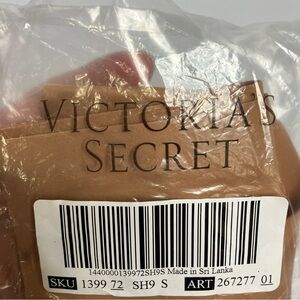 VICTORIA'S
SECRET
1440000139972SH9S Made in Sri Lanka
SKU 1399 72 SH9 S ART 267277 01